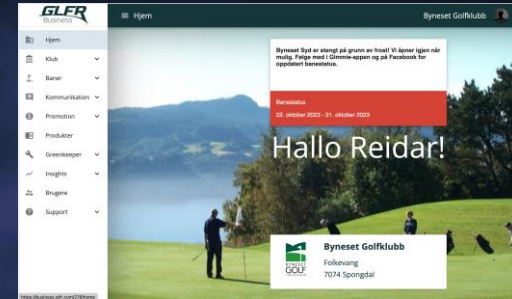 GLFR
Business
Hjem
Byneset Golfklubb
Hjem
Klub
Baner
Kommunikation
Promotion
Produkter
Greenkeeper
Insights
Brugere
Support
Byneset Syd er stengt på grunn av frost! Vi åpner igjen når
mulig. Følge med i Gimmie-appen og på Facebook for
oppdatert banestatus.
Banestatus
22. oktober 2023 - 31. oktober 2023
Hallo Reidar!
BYNESET
GOLF
Byneset Golfklubb
Folkevang
7074 Spongdal